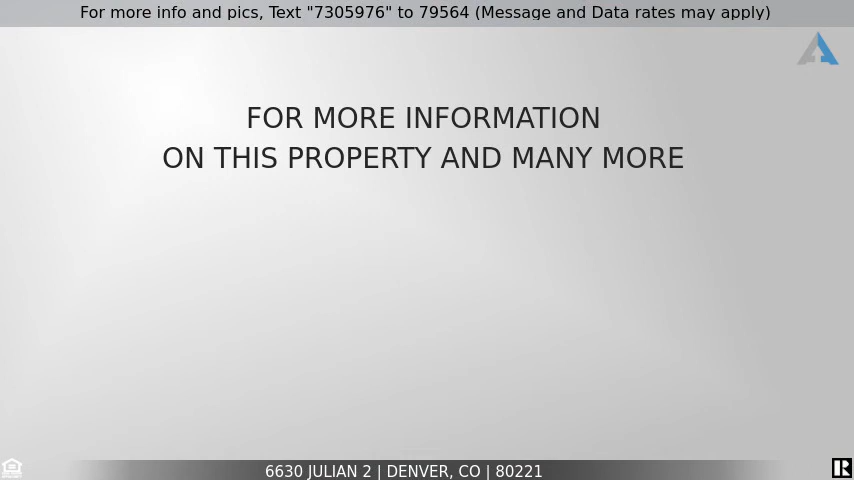 For more info and pics, Text "7305976" to 79564 (Message and Data rates may apply)
FOR MORE INFORMATION
ON THIS PROPERTY AND MANY MORE
6630 JULIAN 2 | DENVER, CO | 80221